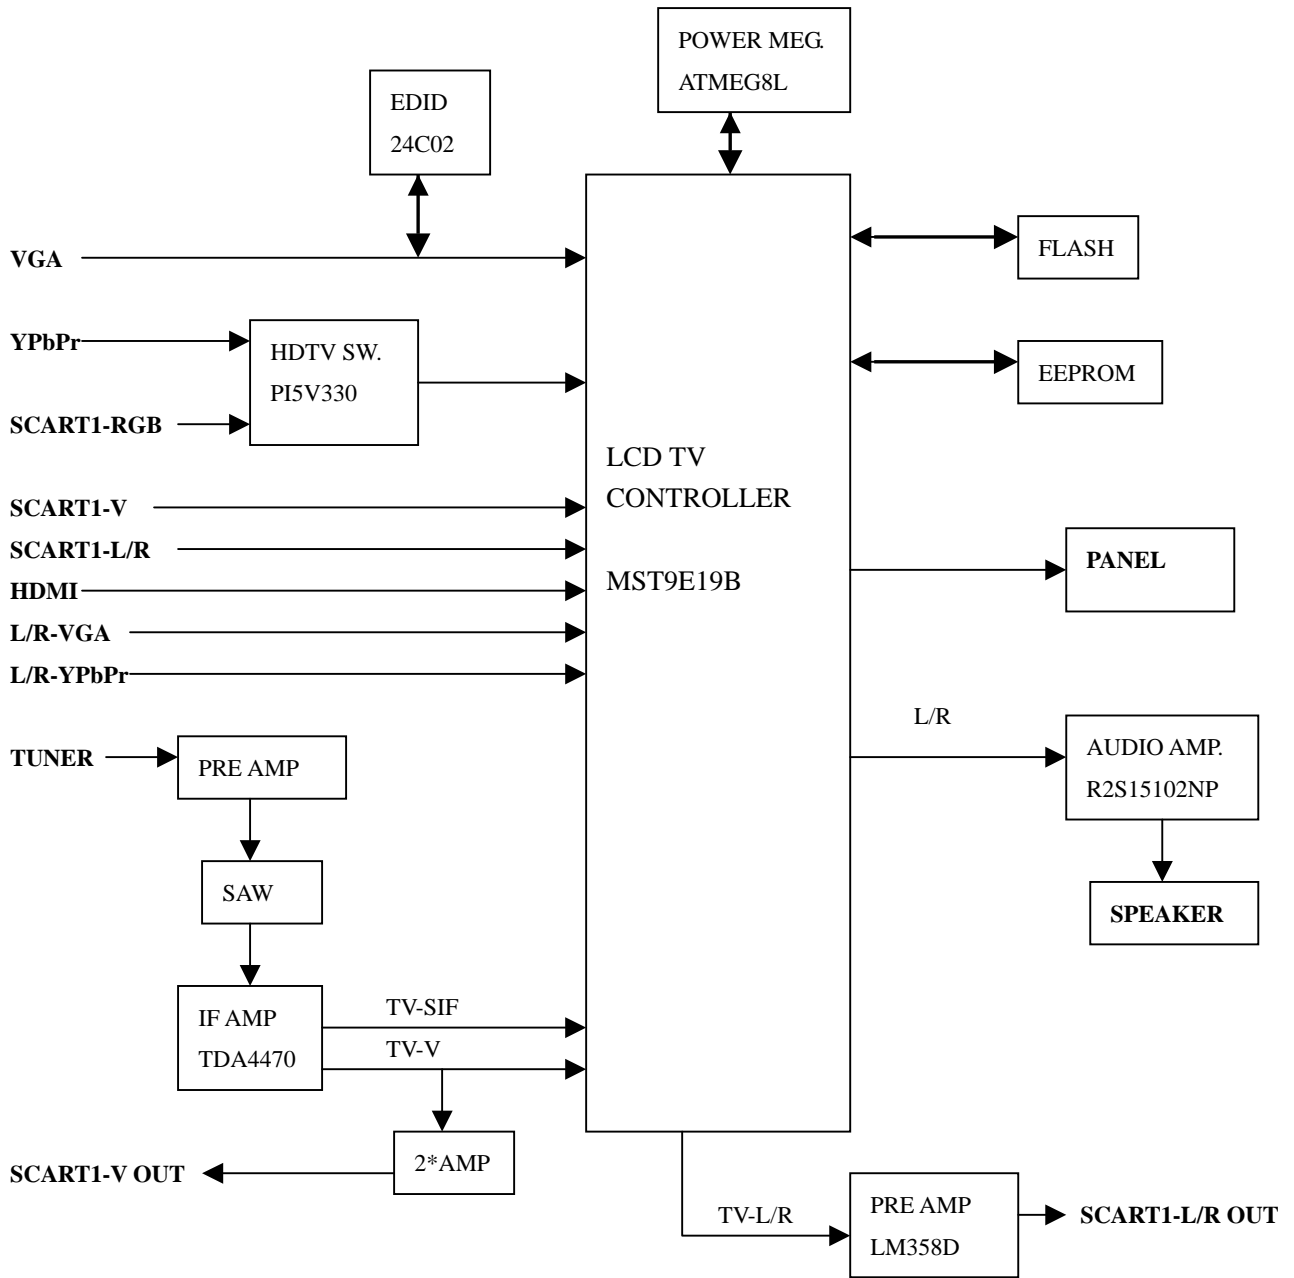 POWER MEG.
ATMEG8L
EDID
24C02
VGA
FLASH
YPbPr
HDTV SW.
PI5V330
EEPROM
SCART1-RGB
LCD TV
CONTROLLER
MST9E19B
SCART1-V
SCART1-L/R
HDMI
L/R-VGA
L/R-YPbPr
PANEL
L/R
TUNER
PRE AMP
AUDIO AMP.
R2S15102NP
SAW
SPEAKER
IF AMP
TDA4470
TV-SIF
TV-V
2*AMP
SCART1-V OUT
TV-L/R
PRE AMP
LM358D
SCART1-L/R OUT